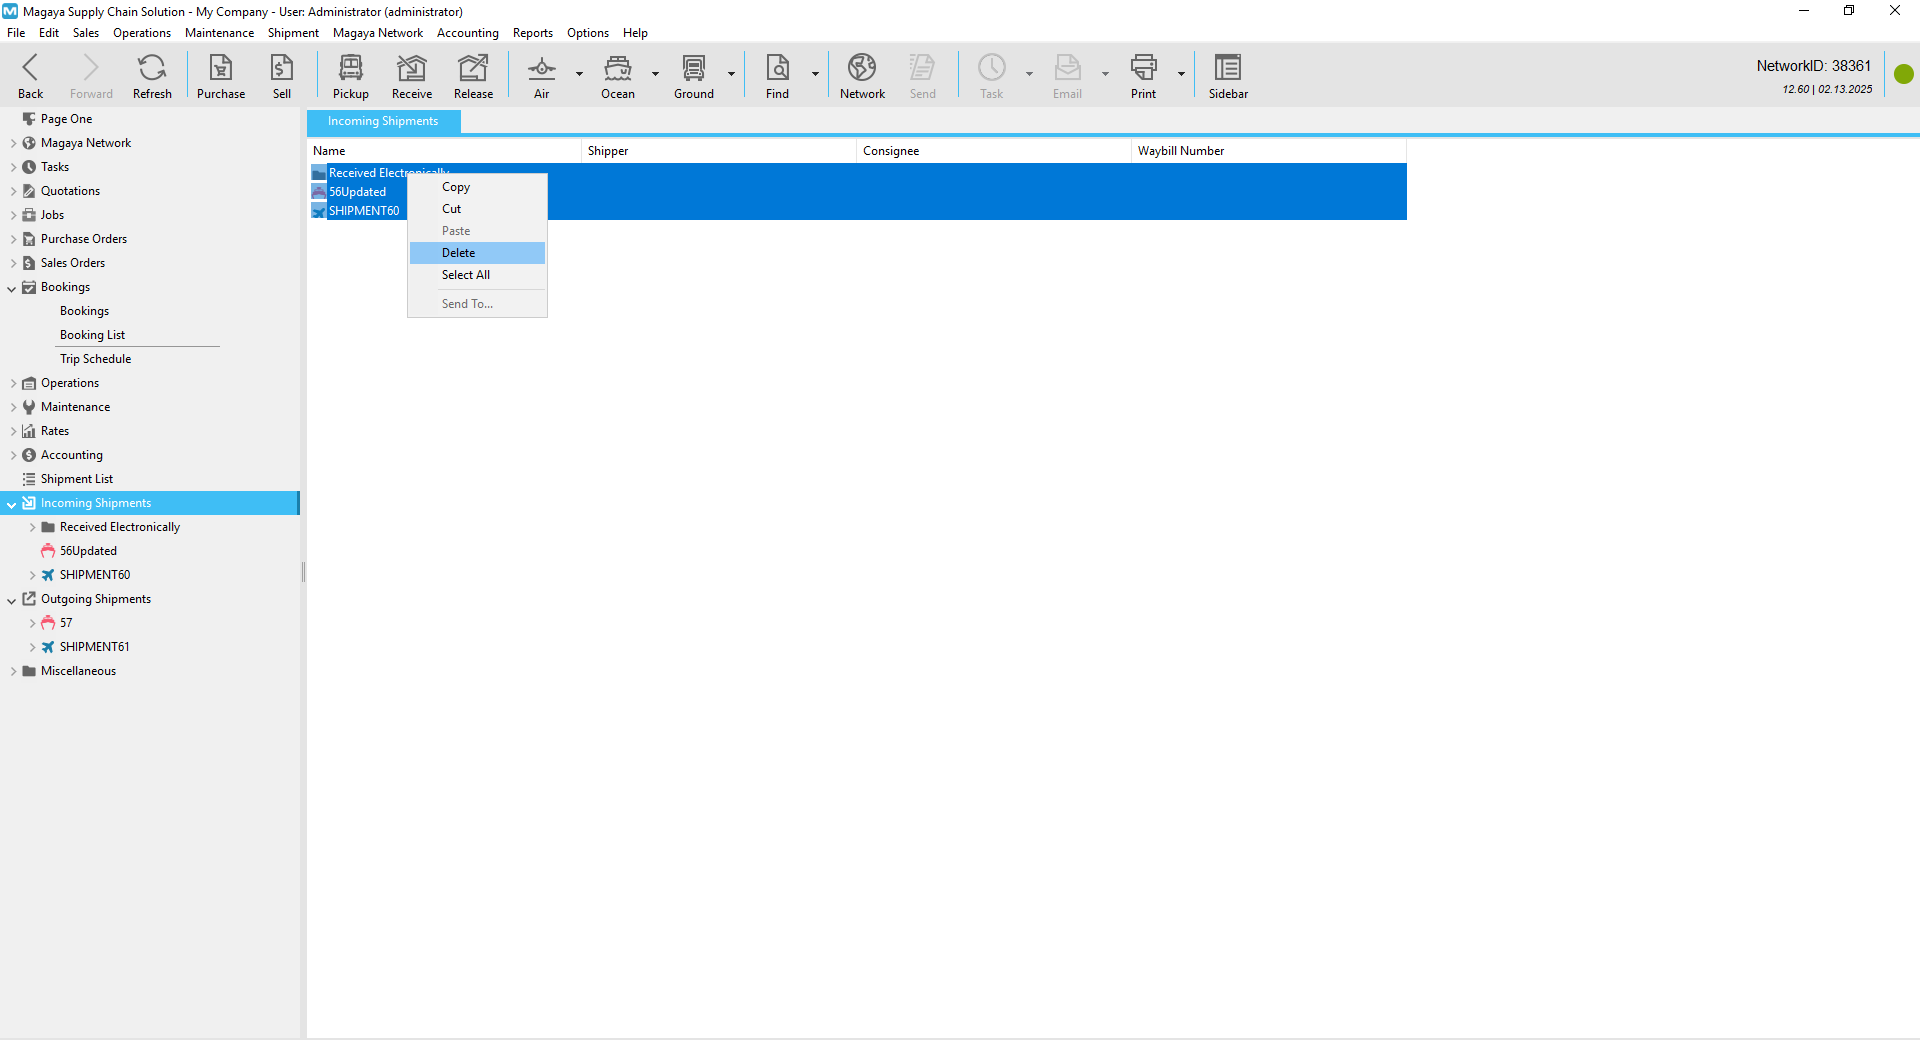 Magaya Supply Chain Solution - My Company - User: Administrator (administrator)
File Edit Sales Operations Maintenance Shipment Magaya Network Accounting Reports Options Help
Back Forward Refresh Purchase Sell Pickup Receive Release Air Ocean Ground Find Network Send Task Email Print Sidebar
NetworkID: 38361
12.60 | 02.13.2025
Page One
Magaya Network
Tasks
Quotations
Jobs
Purchase Orders
Sales Orders
Bookings
Bookings
Booking List
Trip Schedule
Operations
Maintenance
Rates
Accounting
Shipment List
Incoming Shipments
Received Electronically
56Updated
SHIPMENT60
Outgoing Shipments
57
SHIPMENT61
Miscellaneous
Incoming Shipments
Name Shipper Consignee Waybill Number
Received Electronically
56Updated
SHIPMENT60
Copy
Cut
Paste
Delete
Select All
Send To...